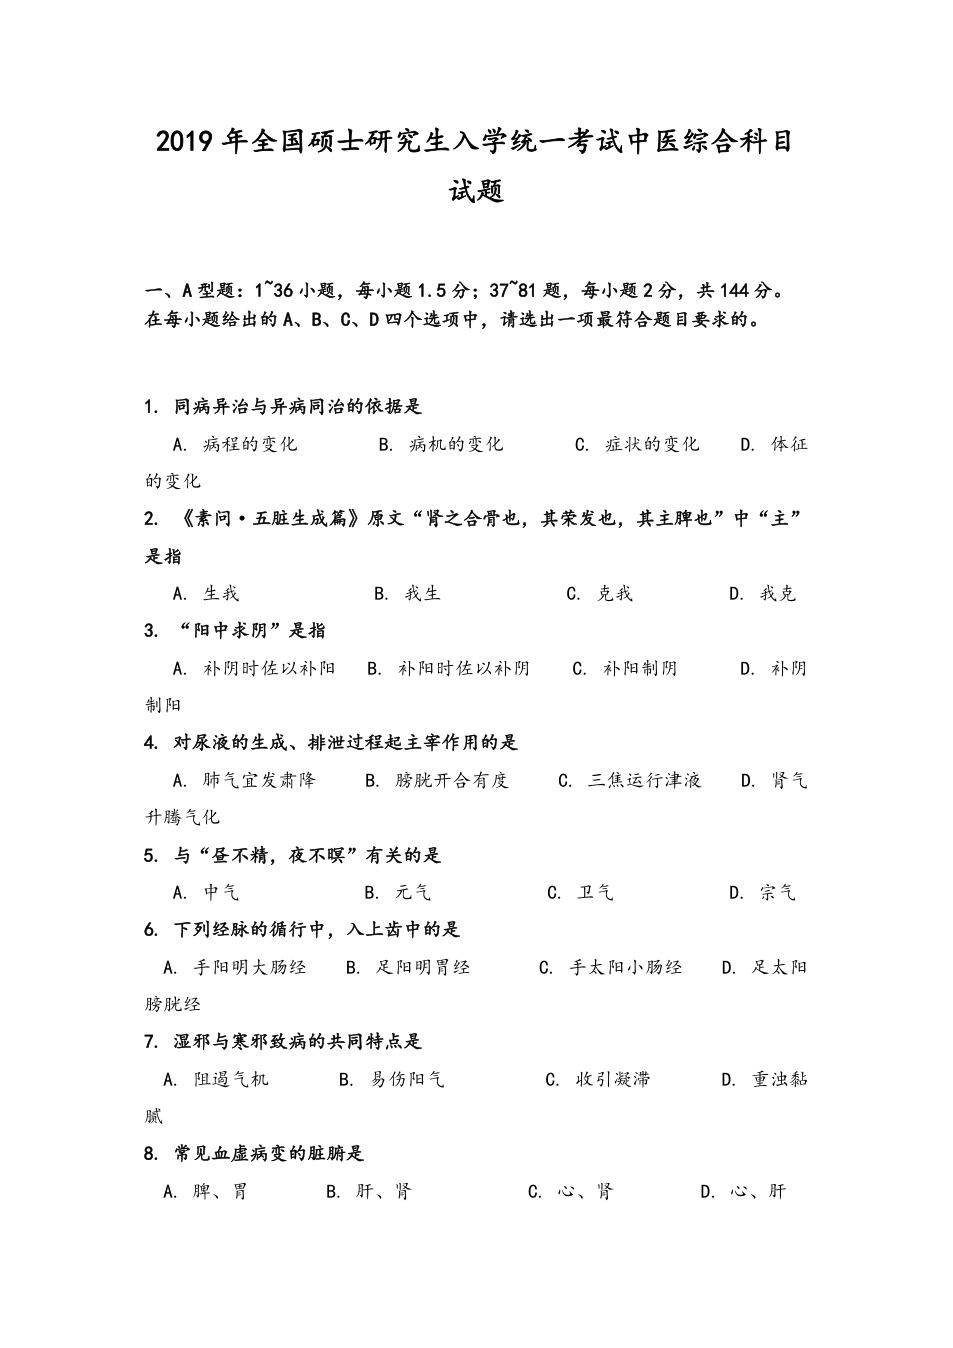 2019 年全国硕士研究生入学统一考试中医综合科目
试题
一、A 型题：1~36 小题，每小题 1.5 分；37~81 题，每小题 2 分，共 144 分。
在每小题给出的 A、B、C、D 四个选项中，请选出一项最符合题目要求的。
1. 同病异治与异病同治的依据是
A. 病程的变化 B. 病机的变化 C. 症状的变化 D. 体征
的变化
2. 《素问·五脏生成篇》原文“肾之合骨也，其荣发也，其主脾也”中“主”
是指
A. 生我 B. 我生 C. 克我 D. 我克
3. “阳中求阴”是指
A. 补阴时佐以补阳 B. 补阳时佐以补阴 C. 补阳制阴 D. 补阴
制阳
4. 对尿液的生成、排泄过程起主宰作用的是
A. 肺气宜发肃降 B. 膀胱开合有度 C. 三焦运行津液 D. 肾气
升腾气化
5. 与“昼不精，夜不暝”有关的是
A. 中气 B. 元气 C. 卫气 D. 宗气
6. 下列经脉的循行中，入上齿中的是
A. 手阳明大肠经 B. 足阳明胃经 C. 手太阳小肠经 D. 足太阳
膀胱经
7. 湿邪与寒邪致病的共同特点是
A. 阻遏气机 B. 易伤阳气 C. 收引凝滞 D. 重浊黏
腻
8. 常见血虚病变的脏腑是
A. 脾、胃 B. 肝、肾 C. 心、肾 D. 心、肝